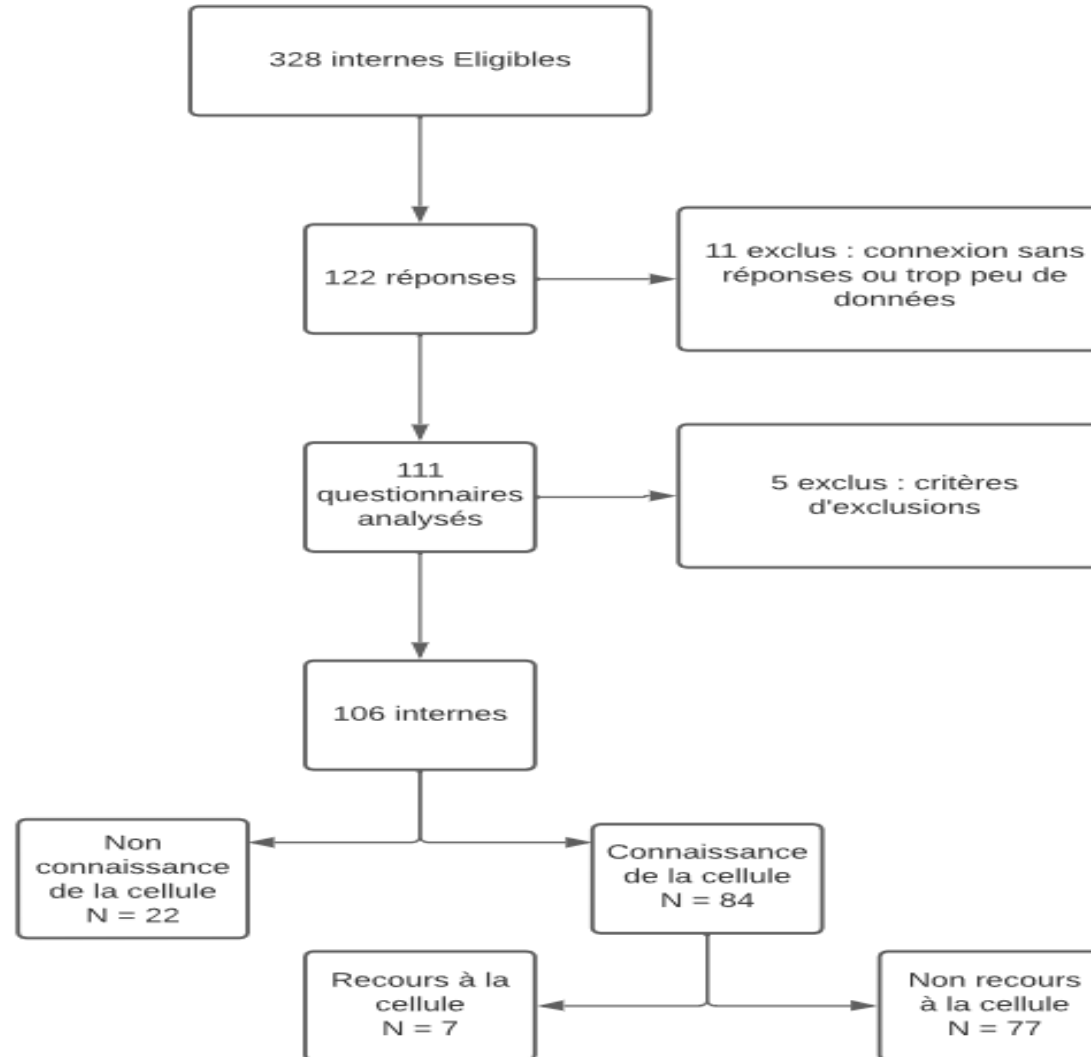 328 internes Eligibles
122 réponses
11 exclus : connexion sans
réponses ou trop peu de
données
111
questionnaires
analysés
5 exclus : critères
d'exclusions
106 internes
Non
connaissance
de la cellule
N = 22
Connaissance
de la cellule
N = 84
Recours à la
cellule
N = 7
Non recours
à la cellule
N = 77